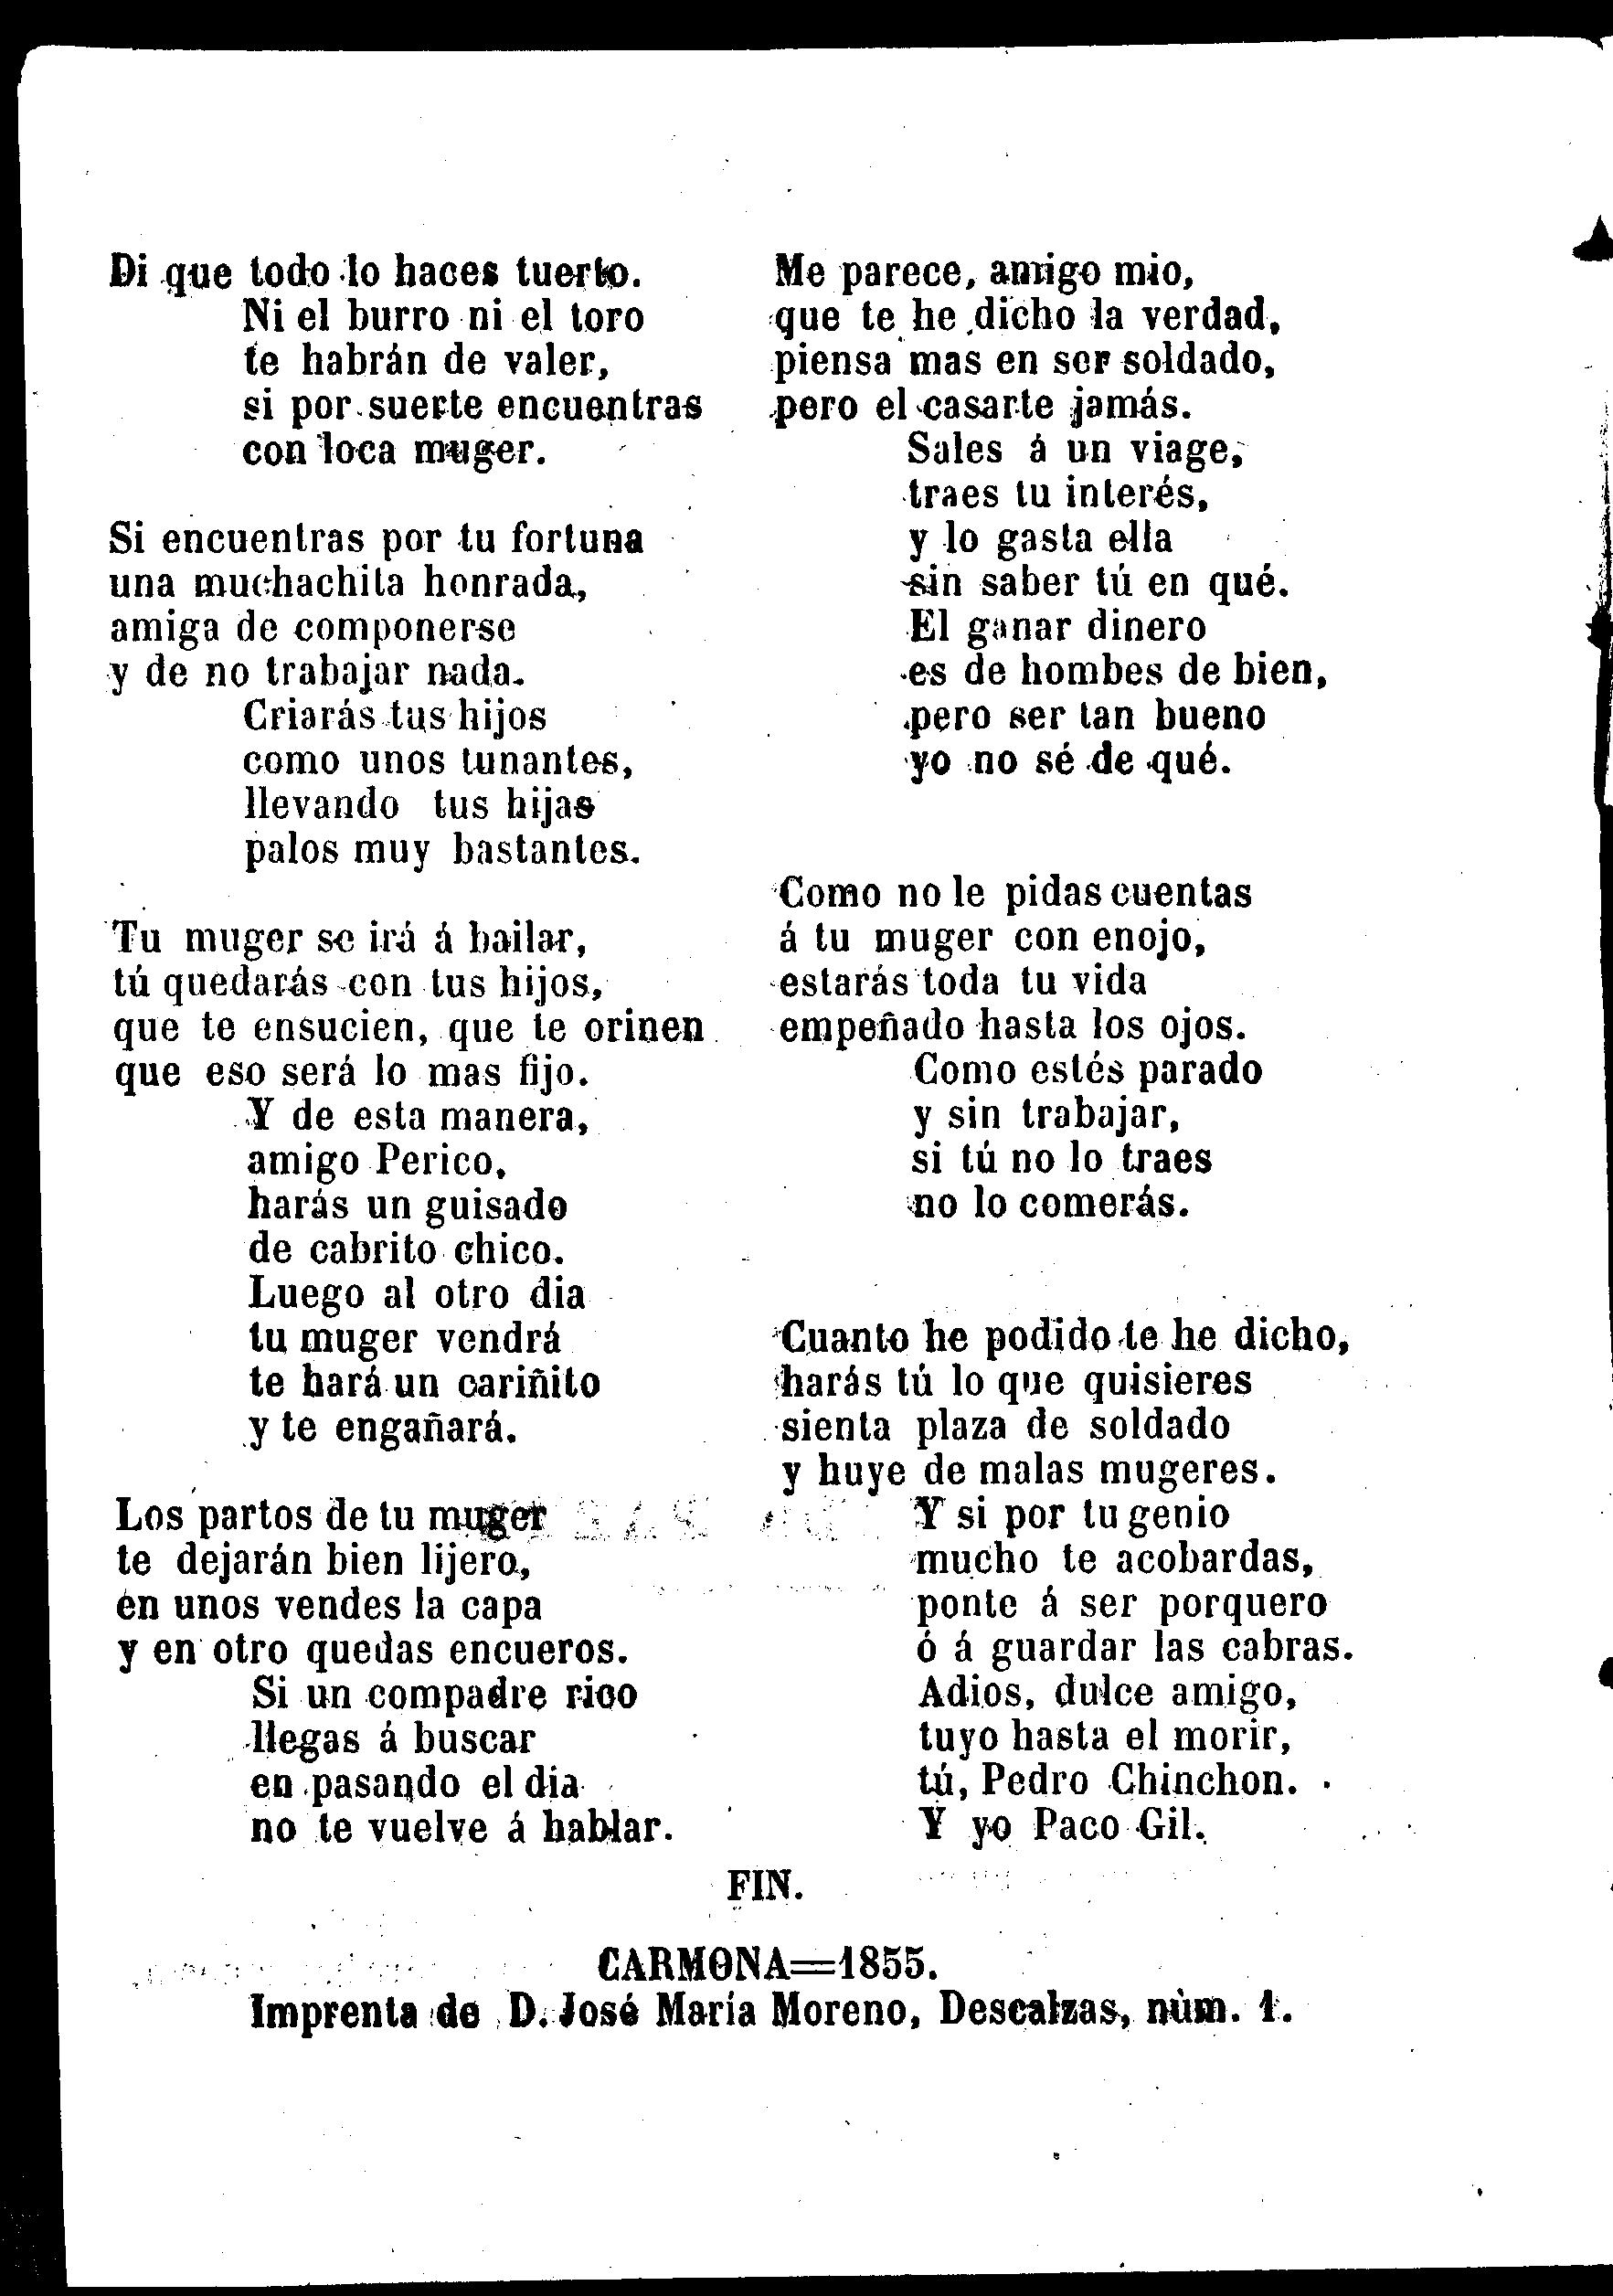 Di que todo lo haces tuerto.
Ni el burro ni el toro
te habrán de valer,
si por suerte encuentras
con loca muger.
Si encuentras por tu fortuna
una muchachita honrada,
amiga de componerse
y de no trabajar nada.
Criarás tus hijos
como unos tunantes,
llevando tus hijas
palos muy bastantes.
Tu muger se irá á bailar,
tú quedarás con tus hijos,
que te ensucien, que te orinen
que eso será lo mas fijo.
Y de esta manera,
amigo Perico,
harás un guisado
de cabrito chico.
Luego al otro dia
tu muger vendrá
te hará un cariñito
y te engañará.
Los partos de tu muger
te dejarán bien lijero,
en unos vendes la capa
y en otro quedas encueros.
Si un compadre rico
llegas á buscar
en pasando el dia
no te vuelve á hablar.
Me parece, amigo mio,
que te he dicho la verdad,
piensa mas en ser soldado,
pero el casarte jamás.
Sales á un viage,
traes tu interés,
y lo gasta ella
sin saber tú en qué.
El ganar dinero
es de hombes de bien,
pero ser tan bueno
yo no sé de qué.
Como no le pidas cuentas
á tu muger con enojo,
estarás toda tu vida
empeñado hasta los ojos.
Como estés parado
y sin trabajar,
si tú no lo traes
no lo comerás.
Cuanto he podido te he dicho,
harás tú lo que quisieres
sienta plaza de soldado
y huye de malas mugeres.
Y si por tu genio
mucho te acobardas,
ponte á ser porquero
ó á guardar las cabras.
Adios, dulce amigo,
tuyo hasta el morir,
tú, Pedro Chinchon.
Y yo Paco Gil.
FIN.
CARMONA=1855.
Imprenta de D. José María Moreno, Descalzas, nùm. 1.